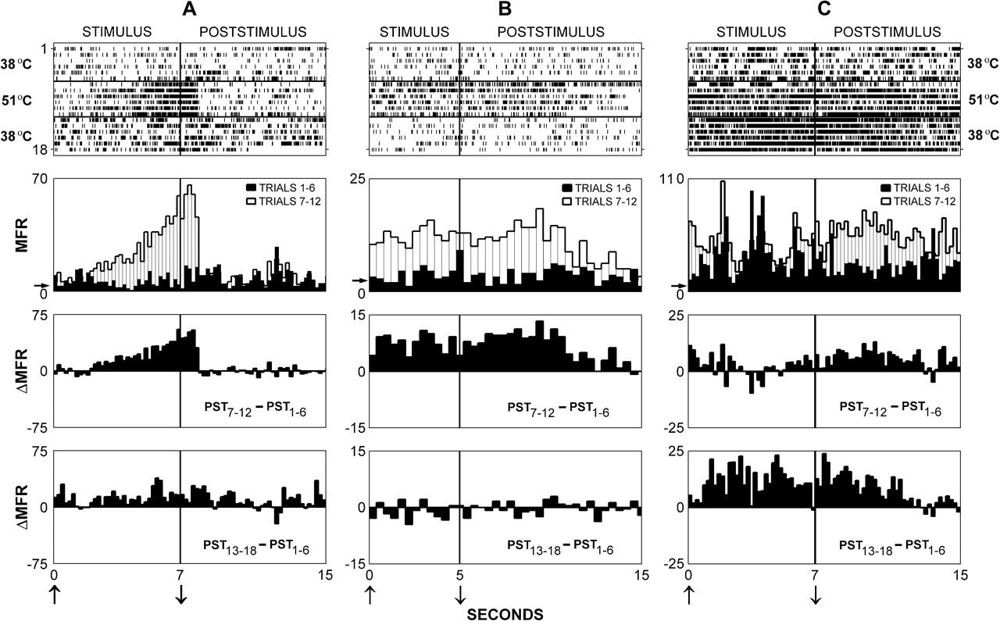 A B C
STIMULUS POSTSTIMULUS STIMULUS POSTSTIMULUS STIMULUS POSTSTIMULUS
1
38 °C 38 °C
51°C 51°C
38 °C 38 °C
18
70 25 110
TRIALS 1-6 TRIALS 1-6 TRIALS 1-6
TRIALS 7-12 TRIALS 7-12 TRIALS 7-12
MFR
0 0 0
75 15 25
ΔMFR
0 0 0
PST7-12 – PST1-6 PST7-12 – PST1-6 PST7-12 – PST1-6
-75 -15 -25
75 15 25
ΔMFR
0 0 0
PST13-18 – PST1-6 PST13-18 – PST1-6 PST13-18 – PST1-6
-75 -15 -25
0 7 15 0 5 15 0 7 15
SECONDS